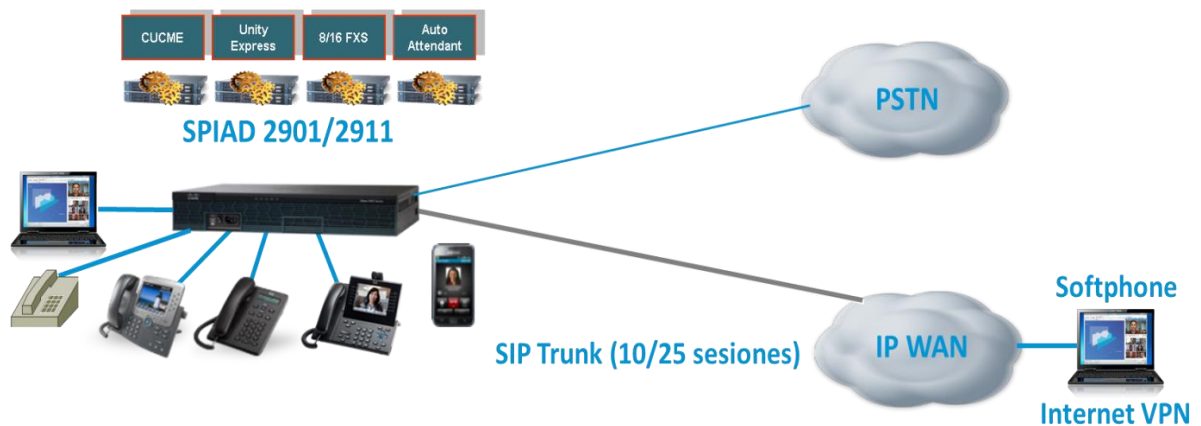 CUCME
Unity
Express
8/16 FXS
Auto
Attendant
SPIAD 2901/2911
PSTN
SIP Trunk (10/25 sesiones)
IP WAN
Softphone
Internet VPN